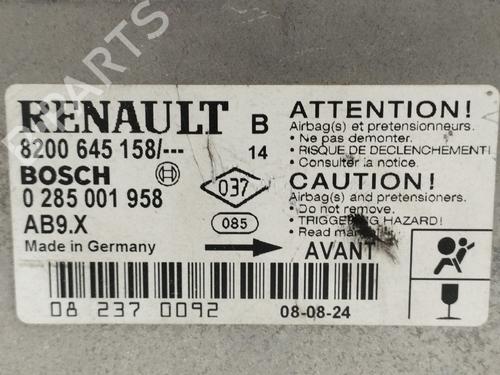 RENAULT B
8200 645 158/--- 14
BOSCH
0 285 001 958
AB9.X
Made in Germany
037
085
AVANT
ATTENTION!
Airbag(s) et pretensionneurs.
• Ne pas demonter.
• RISQUE DE DECLENCHEMENT!
• Consulter la notice.
CAUTION!
Airbag(s) and pretensioners.
• Do not remove.
• TRIGGERING HAZARD!
• Read
08 237 0092
08-08-24
PARTS